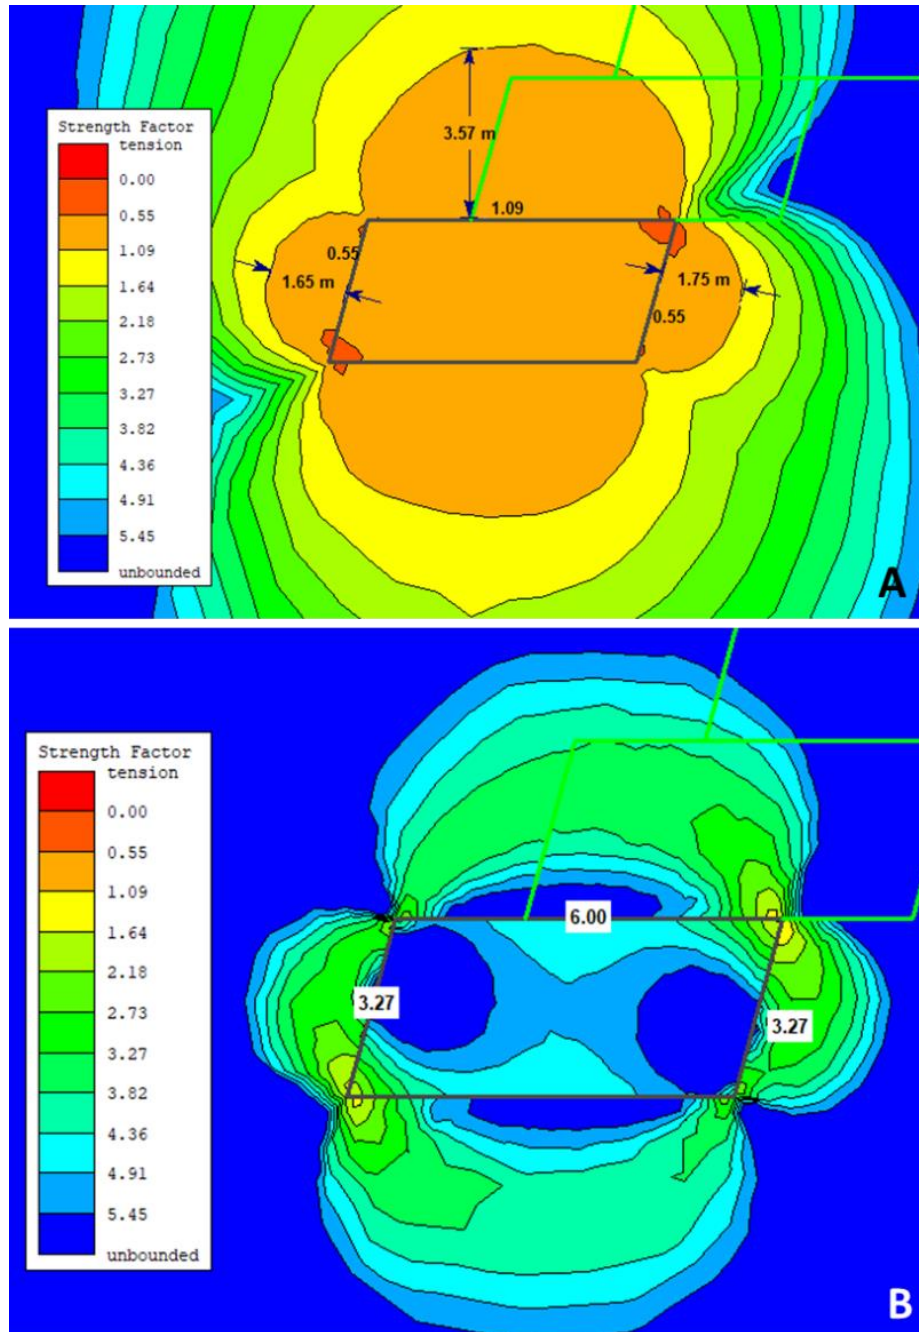 Strength Factor
tension
0.00
0.55
1.09
1.64
2.18
2.73
3.27
3.82
4.36
4.91
5.45
unbounded
3.57 m
1.09
0.55
1.65 m
1.75 m
0.55
A
Strength Factor
tension
0.00
0.55
1.09
1.64
2.18
2.73
3.27
3.82
4.36
4.91
5.45
unbounded
6.00
3.27
3.27
B